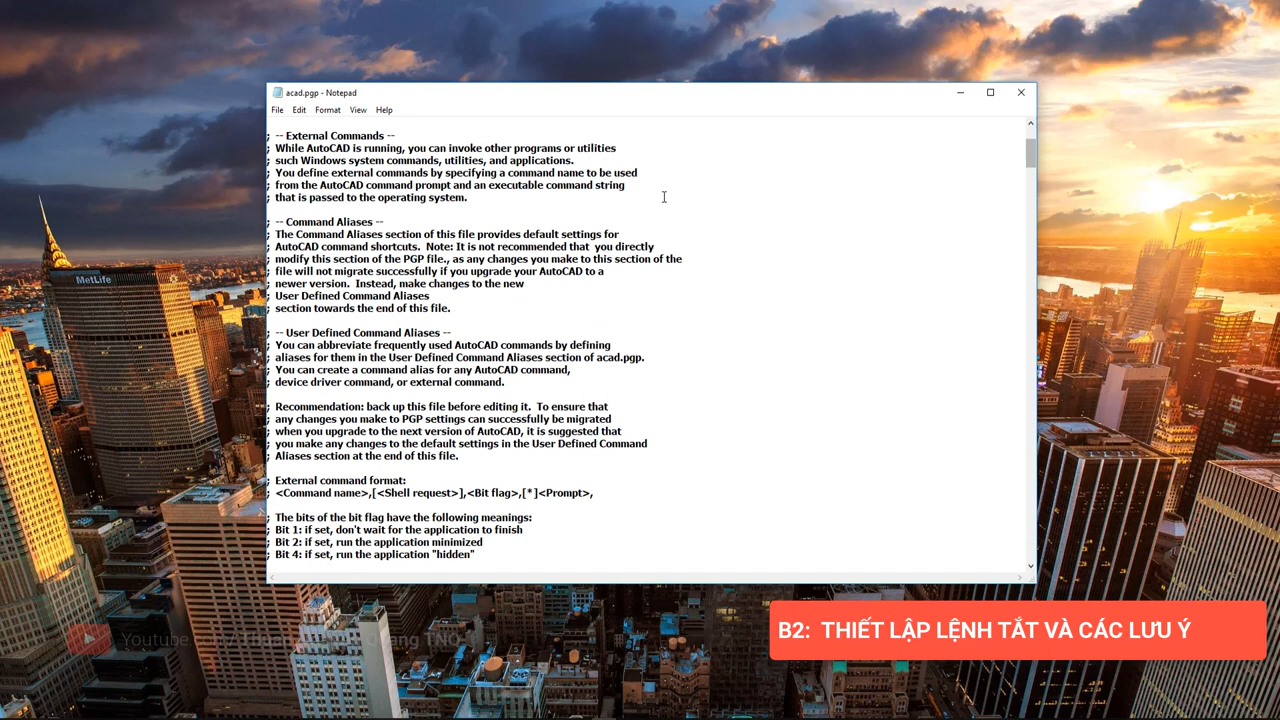 acad.pgp - Notepad
File Edit Format View Help
; -- External Commands --
; While AutoCAD is running, you can invoke other programs or utilities
; such Windows system commands, utilities, and applications.
; You define external commands by specifying a command name to be used
; from the AutoCAD command prompt and an executable command string
; that is passed to the operating system.
; -- Command Aliases --
; The Command Aliases section of this file provides default settings for
; AutoCAD command shortcuts.  Note: It is not recommended that  you directly
; modify this section of the PGP file., as any changes you make to this section of the
; file will not migrate successfully if you upgrade your AutoCAD to a
; newer version.  Instead, make changes to the new
; User Defined Command Aliases
; section towards the end of this file.
; -- User Defined Command Aliases --
; You can abbreviate frequently used AutoCAD commands by defining
; aliases for them in the User Defined Command Aliases section of acad.pgp.
; You can create a command alias for any AutoCAD command,
; device driver command, or external command.
; Recommendation: back up this file before editing it.  To ensure that
; any changes you make to PGP settings can successfully be migrated
; when you upgrade to the next version of AutoCAD, it is suggested that
; you make any changes to the default settings in the User Defined Command
; Aliases section at the end of this file.
; External command format:
; <Command name>,[<Shell request>],<Bit flag>,[*]<Prompt>,
; The bits of the bit flag have the following meanings:
; Bit 1: if set, don't wait for the application to finish
; Bit 2: if set, run the application minimized
; Bit 4: if set, run the application "hidden"
MetLife
B2: THIẾT LẬP LỆNH TẮT VÀ CÁC LƯU Ý